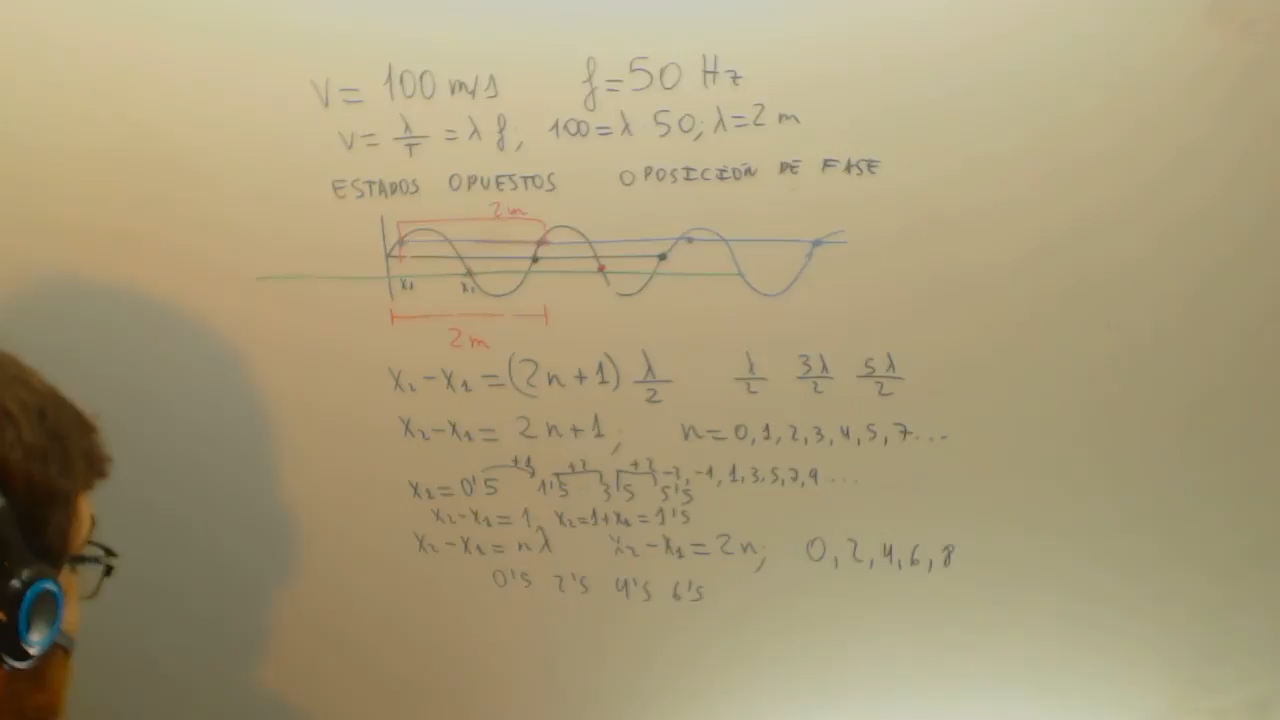 V = 100 m/s f = 50 Hz
V = λ/T = λ f, 100 = λ 50; λ = 2 m
ESTADOS OPUESTOS OPOSICIÓN DE FASE
2m
x₁ x₂
2m
x₂-x₁ = (2n+1) λ/2 λ/2 3λ/2 5λ/2
x₂-x₁ = 2n+1; n = 0, 1, 2, 3, 4, 5, 7...
+1 +2 +2
x₁ = 0'5 1'5 3'5 5'5 -3, -1, 1, 3, 5, 7, 9 ...
x₂-x₁ = 1, x₂ = 1+x₁ = 1'5
x₂-x₁ = nλ x₂-x₁ = 2n; 0, 2, 4, 6, 8
0'5 2'5 4'5 6'5